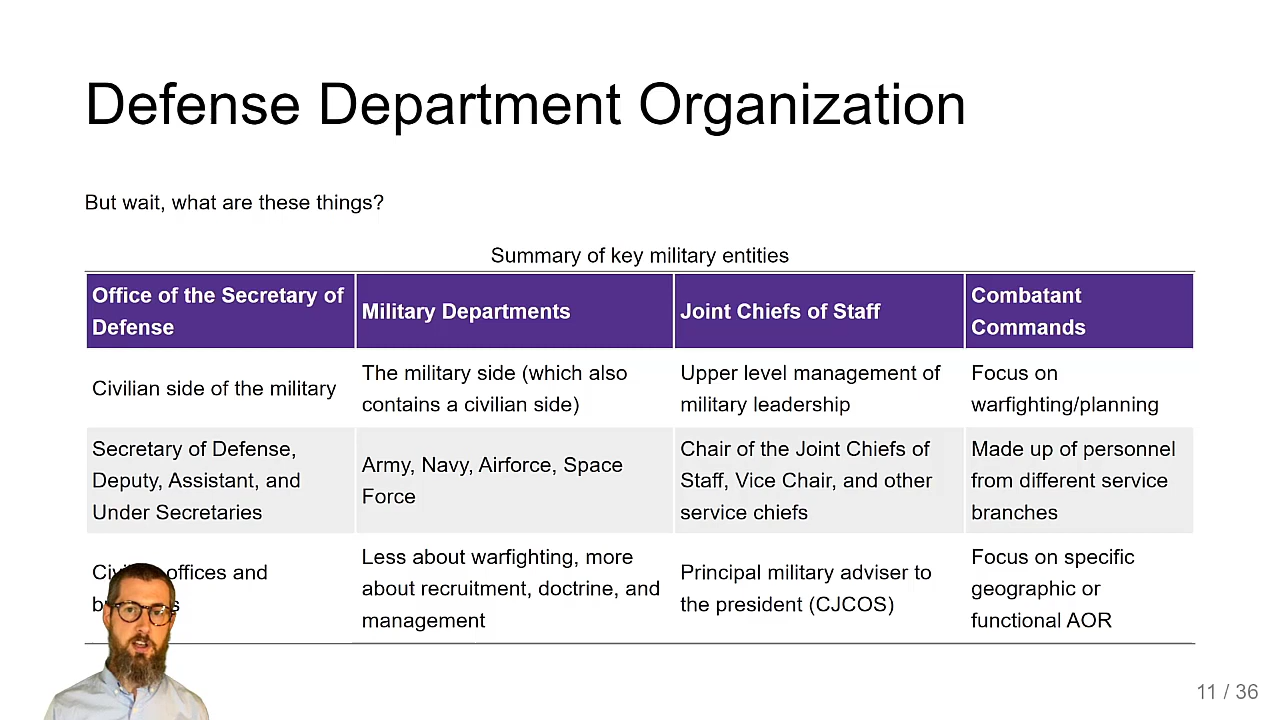 Defense Department Organization
But wait, what are these things?
Summary of key military entities
Office of the Secretary of
Defense
Military Departments
Joint Chiefs of Staff
Combatant
Commands
Civilian side of the military
The military side (which also
contains a civilian side)
Upper level management of
military leadership
Focus on
warfighting/planning
Secretary of Defense,
Deputy, Assistant, and
Under Secretaries
Army, Navy, Airforce, Space
Force
Chair of the Joint Chiefs of
Staff, Vice Chair, and other
service chiefs
Made up of personnel
from different service
branches
offices and
Less about warfighting, more
about recruitment, doctrine, and
management
Principal military adviser to
the president (CJCOS)
Focus on specific
geographic or
functional AOR
11 / 36